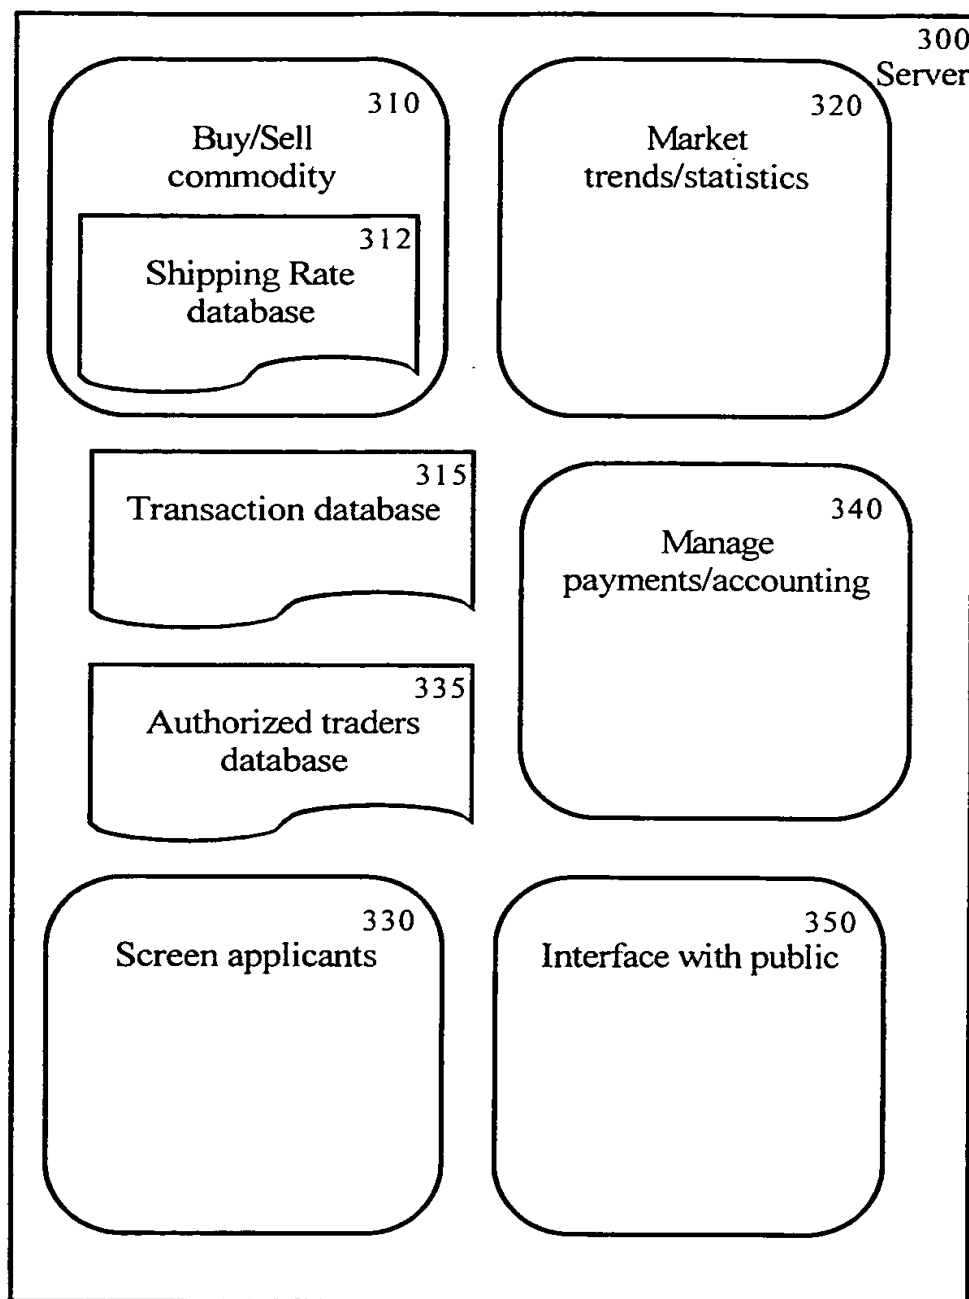 300
Server
310
Buy/Sell
commodity
312
Shipping Rate
database
320
Market
trends/statistics
315
Transaction database
340
Manage
payments/accounting
335
Authorized traders
database
330
Screen applicants
350
Interface with public